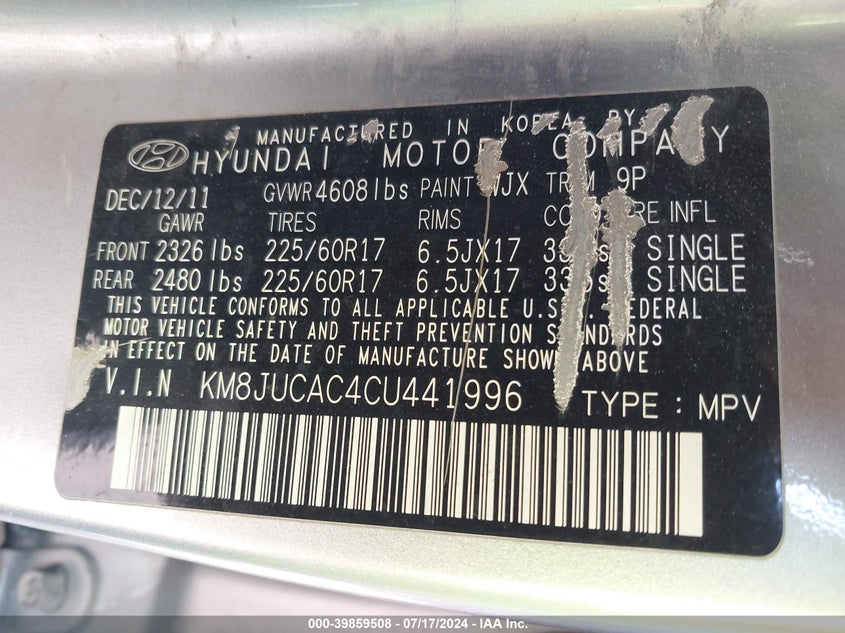 MANUFACTURED IN KOREA BY
HYUNDAI MOTOR COMPANY
DEC/12/11 GVWR 4608 lbs PAINT TRIM 9P
GAWR TIRES RIMS INFL
FRONT 2326 lbs 225/60R17 6.5JX17 SINGLE
REAR 2480 lbs 225/60R17 6.5JX17 SINGLE
THIS VEHICLE CONFORMS TO ALL APPLICABLE U.S. FEDERAL
MOTOR VEHICLE SAFETY AND THEFT PREVENTION STANDARDS
IN EFFECT ON THE DATE OF MANUFACTURE SHOWN ABOVE
V.I.N KM8JUCAC4CU441996 TYPE : MPV
000-39859508 - 07/17/2024 - IAA Inc.